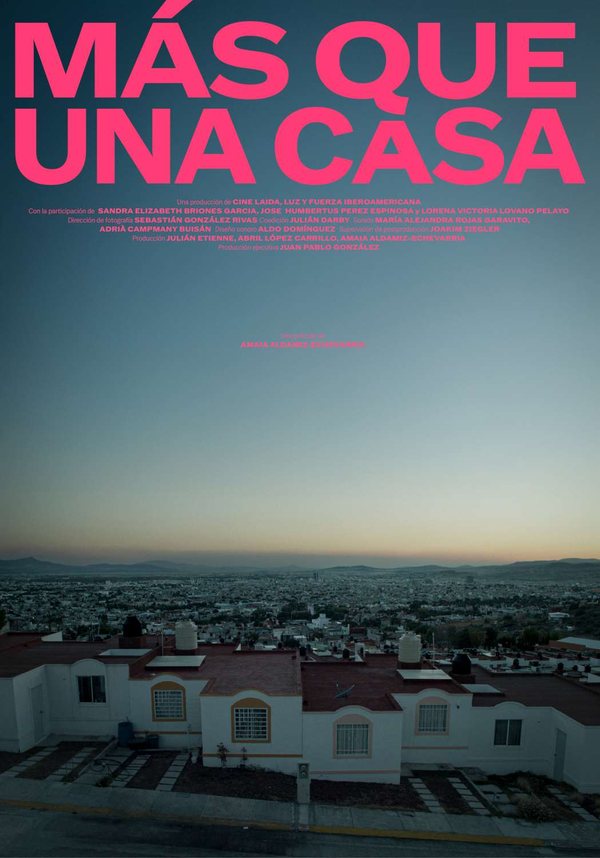 MÁS QUE
UNA CASA
Una producción de CINE LAIDA, LUZ Y FUERZA IBEROAMERICANA
Con la participación de SANDRA ELIZABETH BRIONES GARCIA, JOSE HUMBERTUS PEREZ ESPINOSA y LORENA VICTORIA LOVANO PELAYO
Dirección de fotografía SEBASTIÁN GONZÁLEZ RIVAS Coedición JULIÁN DARBY Sonido MARÍA ALEJANDRA ROJAS GARAVITO,
ADRIÀ CAMPMANY BUISÁN Diseño sonoro ALDO DOMÍNGUEZ Supervisión de postproducción JOAKIM ZIEGLER
Producción JULIÁN ETIENNE, ABRIL LÓPEZ CARRILLO, AMAIA ALDAMIZ-ECHEVARRÍA
Producción ejecutiva JUAN PABLO GONZÁLEZ
AMAIA ALDAMIZ-ECHEVARRÍA